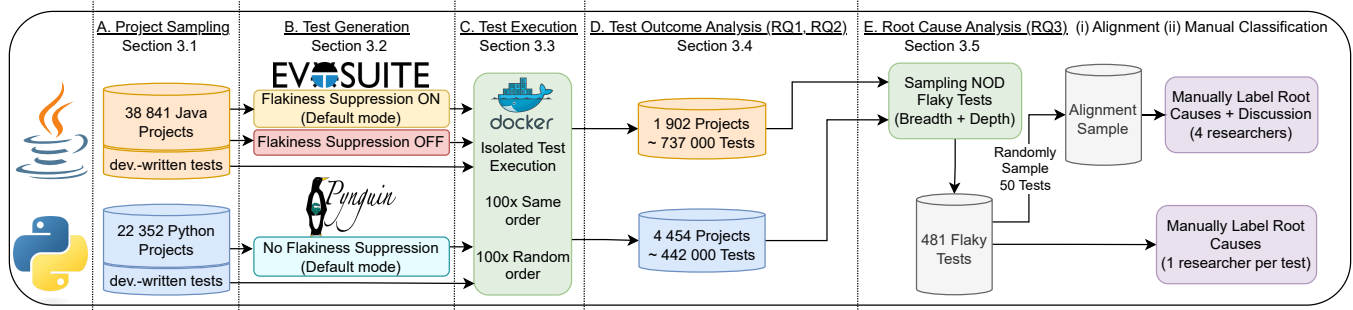 A. Project Sampling
Section 3.1
38 841 Java
Projects
dev.-written tests
22 352 Python
Projects
dev.-written tests
B. Test Generation
Section 3.2
EVOSUITE
Flakiness Suppression ON
(Default mode)
Flakiness Suppression OFF
Pynguin
No Flakiness Suppression
(Default mode)
C. Test Execution
Section 3.3
docker
Isolated Test
Execution
100x Same
order
100x Random
order
D. Test Outcome Analysis (RQ1, RQ2)
Section 3.4
1 902 Projects
~ 737 000 Tests
4 454 Projects
~ 442 000 Tests
E. Root Cause Analysis (RQ3) (i) Alignment (ii) Manual Classification
Section 3.5
Sampling NOD
Flaky Tests
(Breadth + Depth)
Randomly
Sample
50 Tests
481 Flaky
Tests
Alignment
Sample
Manually Label Root
Causes + Discussion
(4 researchers)
Manually Label Root
Causes
(1 researcher per test)